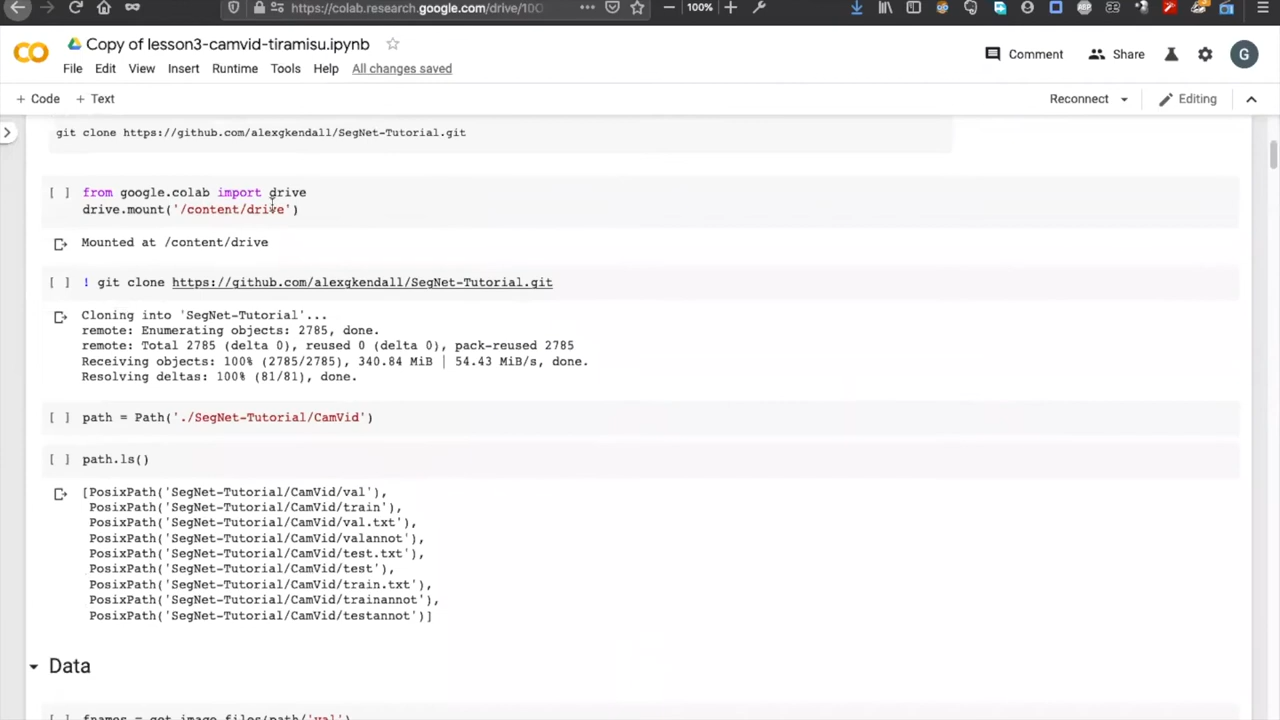 https://colab.research.google.com/drive/100
100%
Copy of lesson3-camvid-tiramisu.ipynb
Comment
Share
G
File Edit View Insert Runtime Tools Help All changes saved
+ Code + Text
Reconnect
Editing
git clone https://github.com/alexgkendall/SegNet-Tutorial.git
[ ] from google.colab import drive
drive.mount('/content/drive')
Mounted at /content/drive
[ ] ! git clone https://github.com/alexgkendall/SegNet-Tutorial.git
Cloning into 'SegNet-Tutorial'...
remote: Enumerating objects: 2785, done.
remote: Total 2785 (delta 0), reused 0 (delta 0), pack-reused 2785
Receiving objects: 100% (2785/2785), 340.84 MiB | 54.43 MiB/s, done.
Resolving deltas: 100% (81/81), done.
[ ] path = Path('./SegNet-Tutorial/CamVid')
[ ] path.ls()
[PosixPath('SegNet-Tutorial/CamVid/val'),
PosixPath('SegNet-Tutorial/CamVid/train'),
PosixPath('SegNet-Tutorial/CamVid/val.txt'),
PosixPath('SegNet-Tutorial/CamVid/valannot'),
PosixPath('SegNet-Tutorial/CamVid/test.txt'),
PosixPath('SegNet-Tutorial/CamVid/test'),
PosixPath('SegNet-Tutorial/CamVid/train.txt'),
PosixPath('SegNet-Tutorial/CamVid/trainannot'),
PosixPath('SegNet-Tutorial/CamVid/testannot')]
Data
[ ] fnames = get_image_files(path/'val')